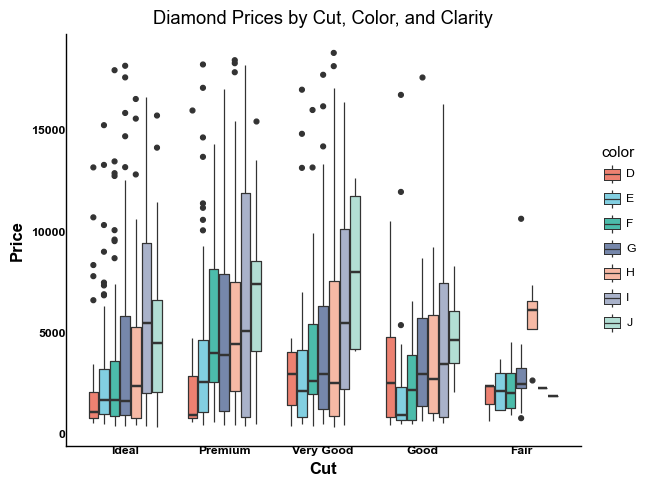 Diamond Prices by Cut, Color, and Clarity
Price
15000
10000
5000
0
Ideal
Premium
Very Good
Good
Fair
Cut
color
D
E
F
G
H
I
J